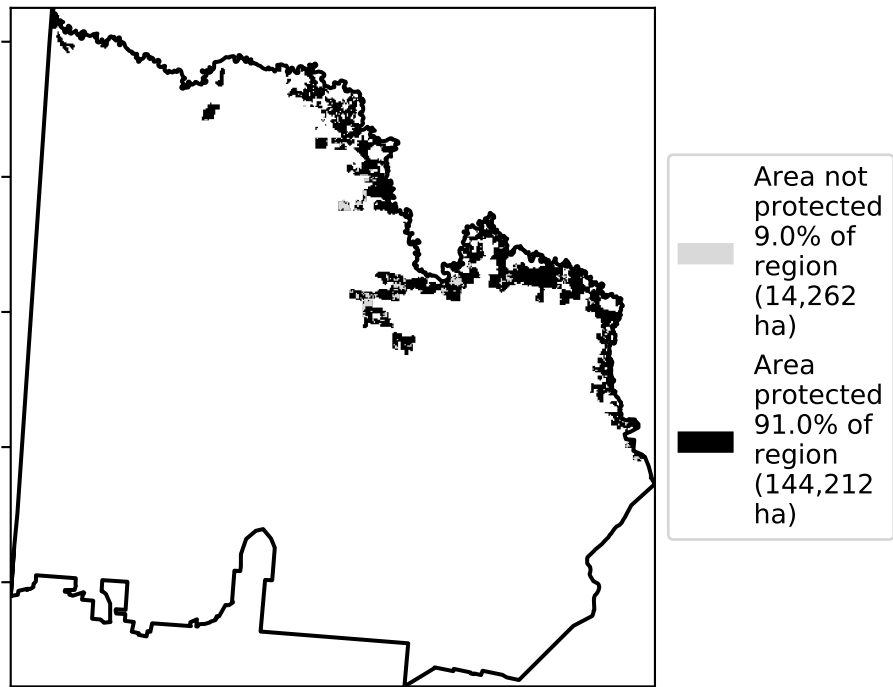 Area not
protected
9.0% of
region
(14,262
ha)
Area
protected
91.0% of
region
(144,212
ha)